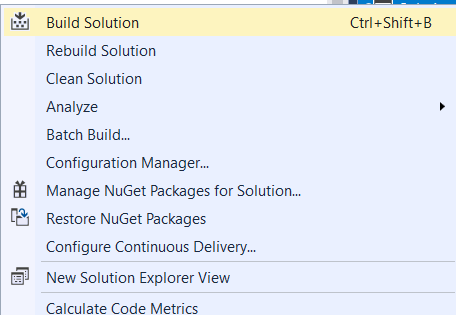 Build Solution Ctrl+Shift+B
Rebuild Solution
Clean Solution
Analyze
Batch Build...
Configuration Manager...
Manage NuGet Packages for Solution...
Restore NuGet Packages
Configure Continuous Delivery...
New Solution Explorer View
Calculate Code Metrics